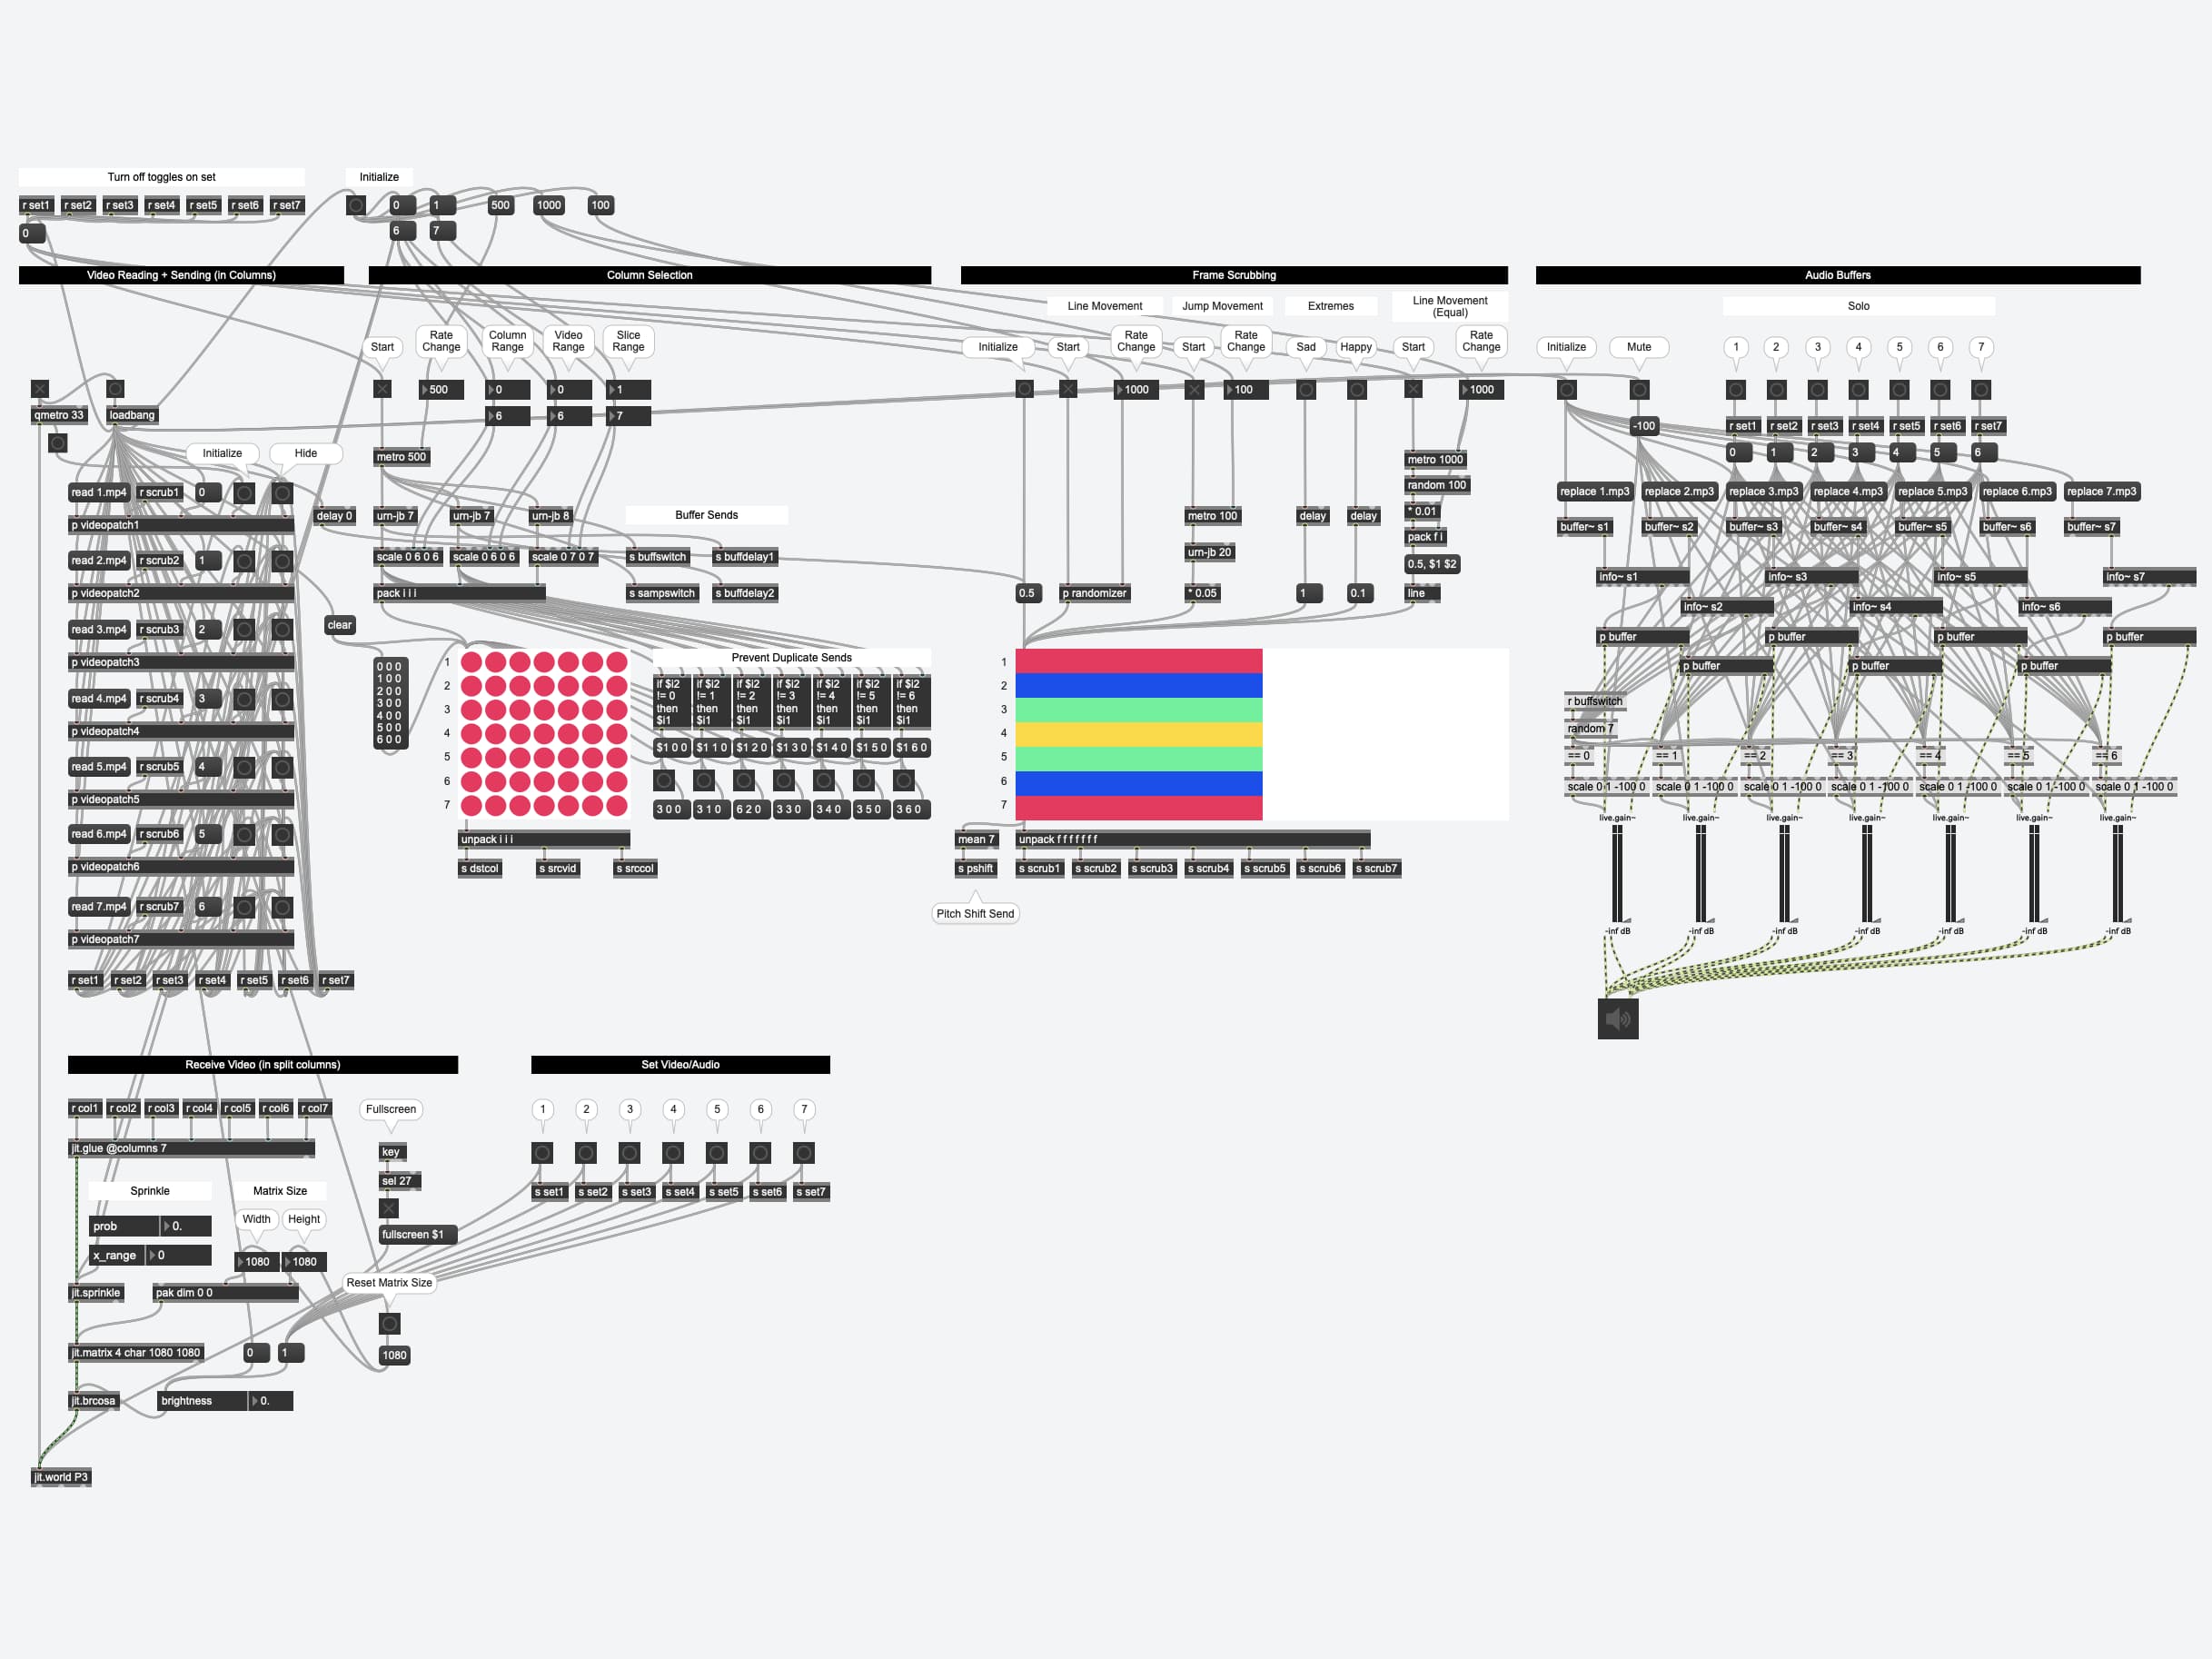 Turn off toggles on set
Initialize
r set1 r set2 r set3 r set4 r set5 r set6 r set7
0 1 500 1000 100
0
6 7
Video Reading + Sending (in Columns)
Column Selection
Frame Scrubbing
Audio Buffers
Line Movement
Jump Movement
Extremes
Line Movement
(Equal)
Solo
Start
Rate
Change
Column
Range
Video
Range
Slice
Range
Initialize
Start
Rate
Change
Start
Rate
Change
Sad
Happy
Start
Rate
Change
Initialize
Mute
1 2 3 4 5 6 7
500 0 0 1
1000 100 1000
6 6 7
qmetro 33
loadbang
Initialize
Hide
metro 500
metro 1000
random 100
* 0.01
pack f i
0.5, $1 $2
line
-100
r set1 r set2 r set3 r set4 r set5 r set6 r set7
0 1 2 3 4 5 6
read 1.mp4 r scrub1 0
p videopatch1
read 2.mp4 r scrub2 1
p videopatch2
read 3.mp4 r scrub3 2
p videopatch3
read 4.mp4 r scrub4 3
p videopatch4
read 5.mp4 r scrub5 4
p videopatch5
read 6.mp4 r scrub6 5
p videopatch6
read 7.mp4 r scrub7 6
p videopatch7
r set1 r set2 r set3 r set4 r set5 r set6 r set7
delay 0
clear
urn-jb 7 urn-jb 7 urn-jb 8
Buffer Sends
scale 0 6 0 6 scale 0 6 0 6 scale 0 7 0 7
s buffswitch s buffdelay1
pack i i i
s sampswitch s buffdelay2
0 0 0
1 0 0
2 0 0
3 0 0
4 0 0
5 0 0
6 0 0
1
2
3
4
5
6
7
Prevent Duplicate Sends
if $i2
!= 0
then
$i1
if $i2
!= 1
then
$i1
if $i2
!= 2
then
$i1
if $i2
!= 3
then
$i1
if $i2
!= 4
then
$i1
if $i2
!= 5
then
$i1
if $i2
!= 6
then
$i1
$1 0 0 $1 1 0 $1 2 0 $1 3 0 $1 4 0 $1 5 0 $1 6 0
3 0 0 3 1 0 6 2 0 3 3 0 3 4 0 3 5 0 3 6 0
unpack i i i
s dstcol s srcvid s srccol
metro 100
urn-jb 20
delay delay
0.5 p randomizer * 0.05 1 0.1
1
2
3
4
5
6
7
mean 7 unpack f f f f f f f
s pshift s scrub1 s scrub2 s scrub3 s scrub4 s scrub5 s scrub6 s scrub7
Pitch Shift Send
replace 1.mp3 replace 2.mp3 replace 3.mp3 replace 4.mp3 replace 5.mp3 replace 6.mp3 replace 7.mp3
buffer~ s1 buffer~ s2 buffer~ s3 buffer~ s4 buffer~ s5 buffer~ s6 buffer~ s7
info~ s1 info~ s3 info~ s5 info~ s7
info~ s2 info~ s4 info~ s6
p buffer p buffer p buffer p buffer
p buffer p buffer p buffer
r buffswitch
random 7
== 0 == 1 == 2 == 3 == 4 == 5 == 6
scale 0 1 -100 0 scale 0 1 -100 0 scale 0 1 -100 0 scale 0 1 -100 0 scale 0 1 -100 0 scale 0 1 -100 0 scale 0 1 -100 0
live.gain~ live.gain~ live.gain~ live.gain~ live.gain~ live.gain~ live.gain~
-inf dB -inf dB -inf dB -inf dB -inf dB -inf dB -inf dB
Receive Video (in split columns)
Set Video/Audio
r col1 r col2 r col3 r col4 r col5 r col6 r col7
Fullscreen
1 2 3 4 5 6 7
jit.glue @columns 7
key
sel 27
s set1 s set2 s set3 s set4 s set5 s set6 s set7
Sprinkle
Matrix Size
Width
Height
prob 0.
fullscreen $1
x_range 0
1080 1080
Reset Matrix Size
jit.sprinkle
pak dim 0 0
jit.matrix 4 char 1080 1080
0 1
1080
jit.brcosa
brightness 0.
jit.world P3